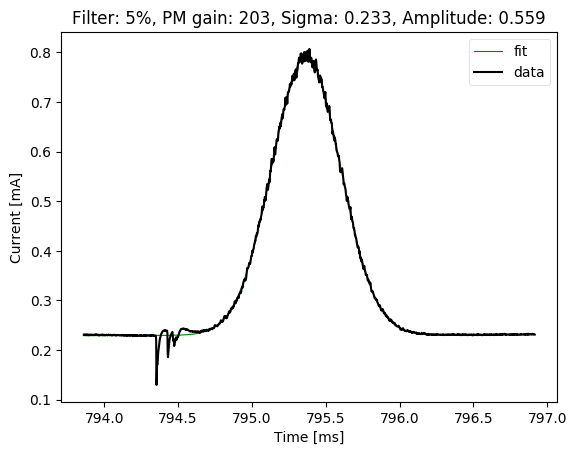 Filter: 5%, PM gain: 203, Sigma: 0.233, Amplitude: 0.559
fit
data
0.8
0.7
0.6
0.5
0.4
0.3
0.2
0.1
Current [mA]
794.0 794.5 795.0 795.5 796.0 796.5 797.0
Time [ms]